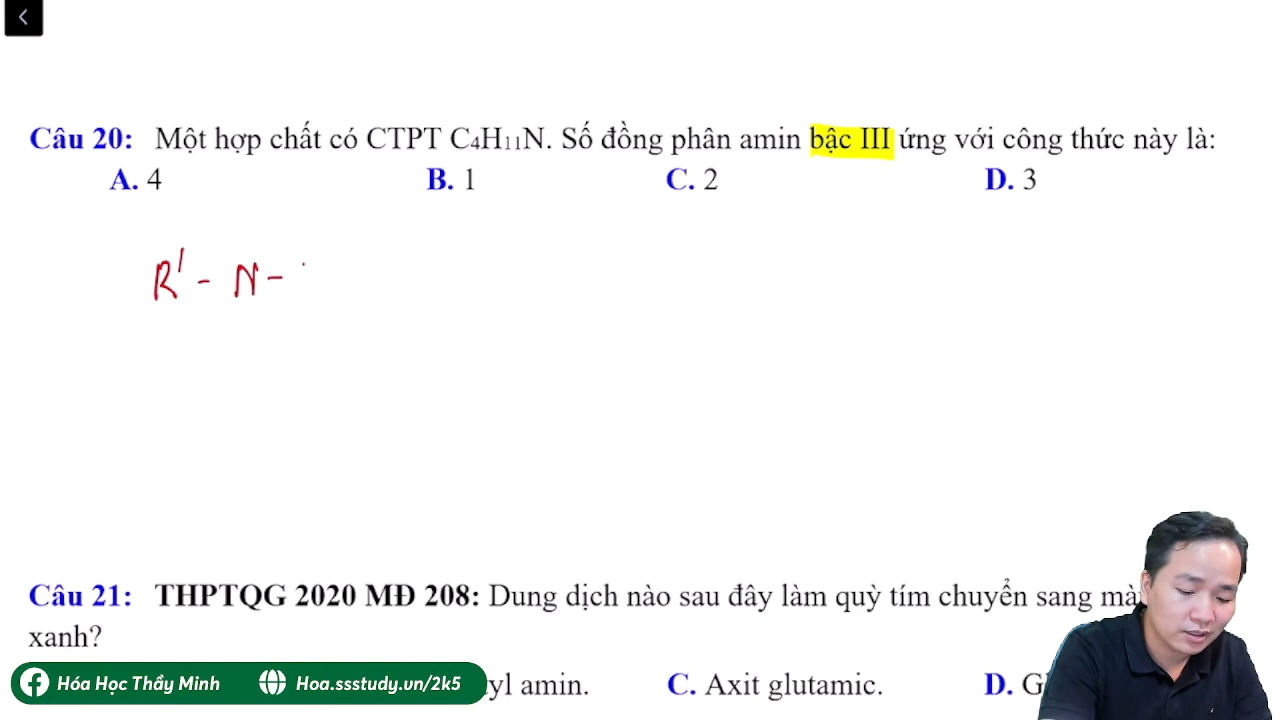 Câu 20: Một hợp chất có CTPT C₄H₁₁N. Số đồng phân amin bậc III ứng với công thức này là:
A. 4 B. 1 C. 2 D. 3
R' - N -
Câu 21: THPTQG 2020 MĐ 208: Dung dịch nào sau đây làm quỳ tím chuyển sang
xanh?
yl amin. C. Axit glutamic. D.
Hóa Học Thầy Minh Hoa.ssstudy.vn/2k5